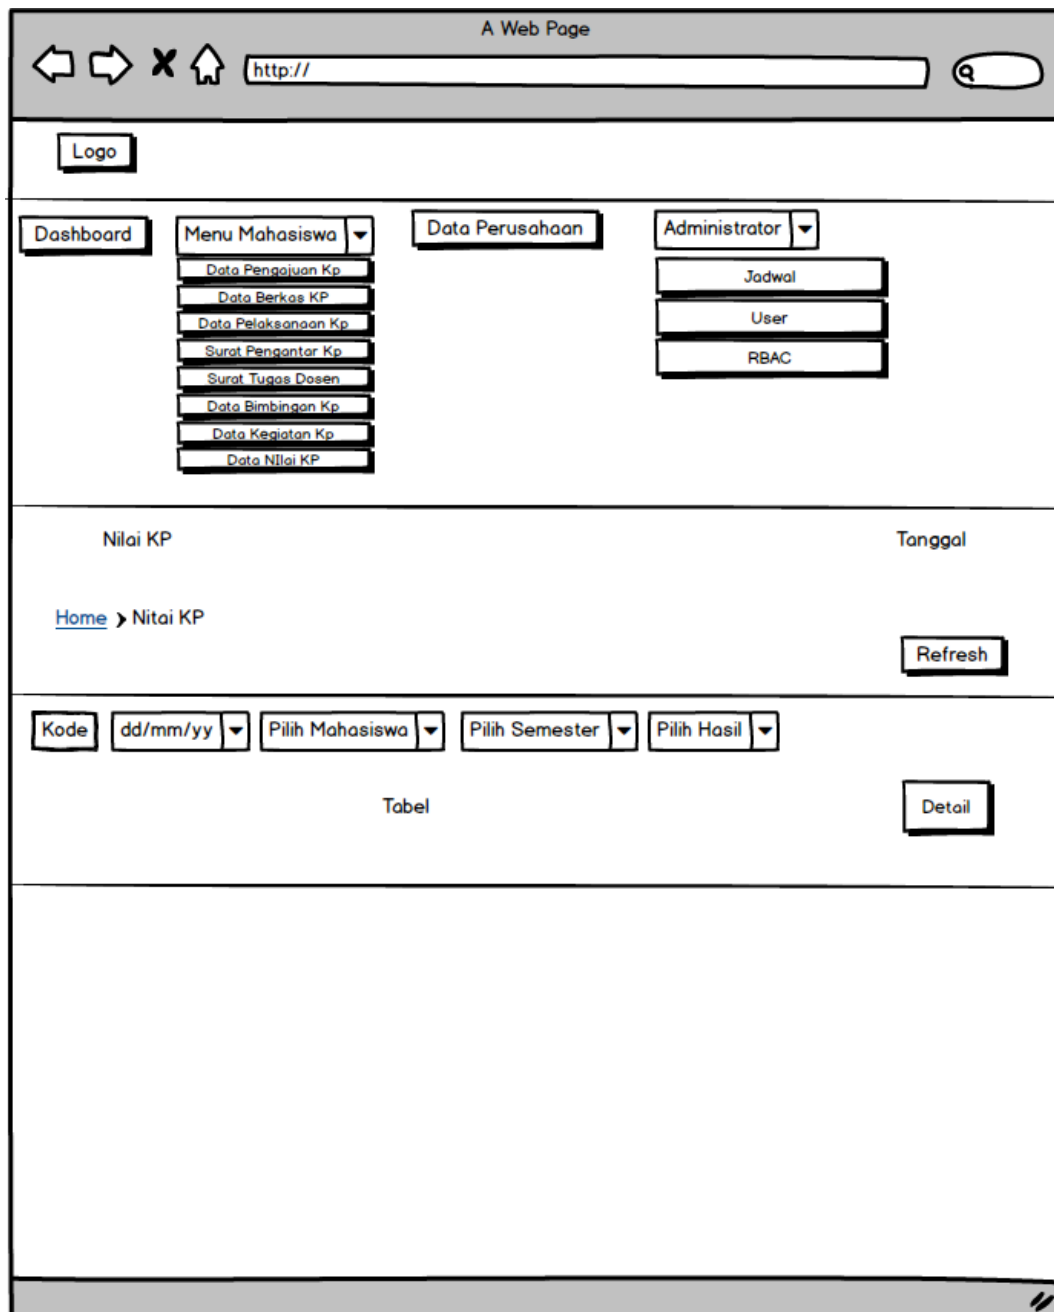 A Web Page
http://
Logo
Dashboard
Menu Mahasiswa
Data Perusahaan
Administrator
Data Pengajuan Kp
Data Berkas KP
Data Pelaksanaan Kp
Surat Pengantar Kp
Surat Tugas Dosen
Data Bimbingan Kp
Data Kegiatan Kp
Data NIlai KP
Jadwal
User
RBAC
Nilai KP
Tanggal
Home Nitai KP
Refresh
Kode
dd/mm/yy
Pilih Mahasiswa
Pilih Semester
Pilih Hasil
Tabel
Detail